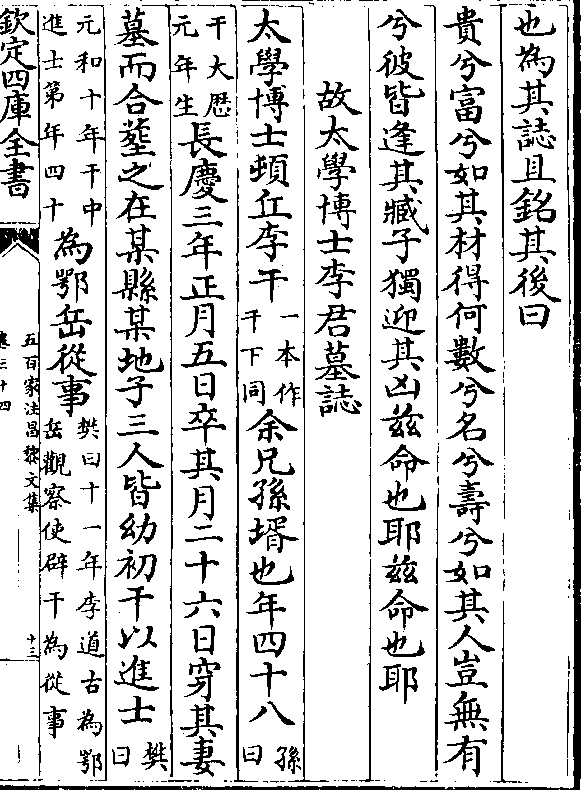 也為其誌且銘其後曰
貴兮富兮如其材得何數兮名兮壽兮如其人豈無有
兮彼皆逢其臧子獨迎其凶兹命也耶兹命也耶
故太學博士李君墓誌
太學博士頓丘李干一本作千下同余兄孫壻也年四十八孫曰
干大歴元年生長慶三年正月五日卒其月二十六日穿其妻
墓而合塟之在某縣某地子三人皆幼初干以進士樊曰
元和十年干中進士第年四十為鄂岳從事樊曰十一年李道古為鄂岳觀察使辟干為從事
欽定四庫全書
五百家注昌黎文集
卷三十四
十三